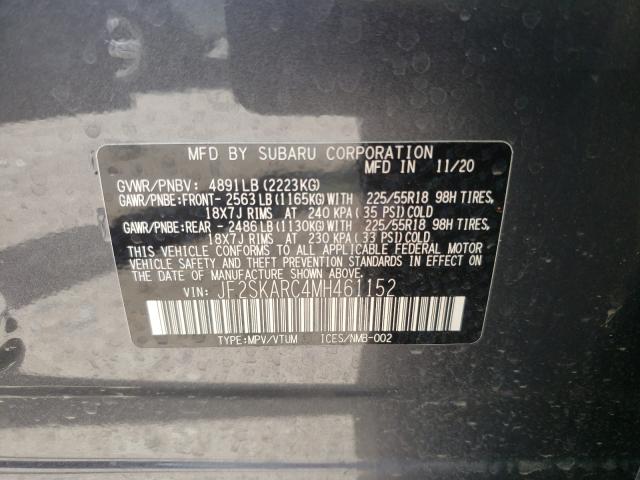 MFD BY SUBARU CORPORATION
MFD IN 11/20
GVWR/PNBV: 4891LB (2223KG)
GAWR/PNBE:FRONT- 2563LB (1165KG)WITH 225/55R18 98H TIRES,
18X7J RIMS AT 240 KPA ( 35 PSI) COLD
GAWR/PNBE:REAR - 2486LB (1130KG)WITH 225/55R18 98H TIRES,
18X7J RIMS AT 230 KPA ( 33 PSI) COLD
THIS VEHICLE CONFORMS TO ALL APPLICABLE FEDERAL MOTOR
VEHICLE SAFETY AND THEFT PREVENTION STANDARDS IN EFFECT ON
THE DATE OF MANUFACTURE SHOWN ABOVE.
VIN: JF2SKARC4MH461152
TYPE:MPV/VTUM ICES/NMB-002